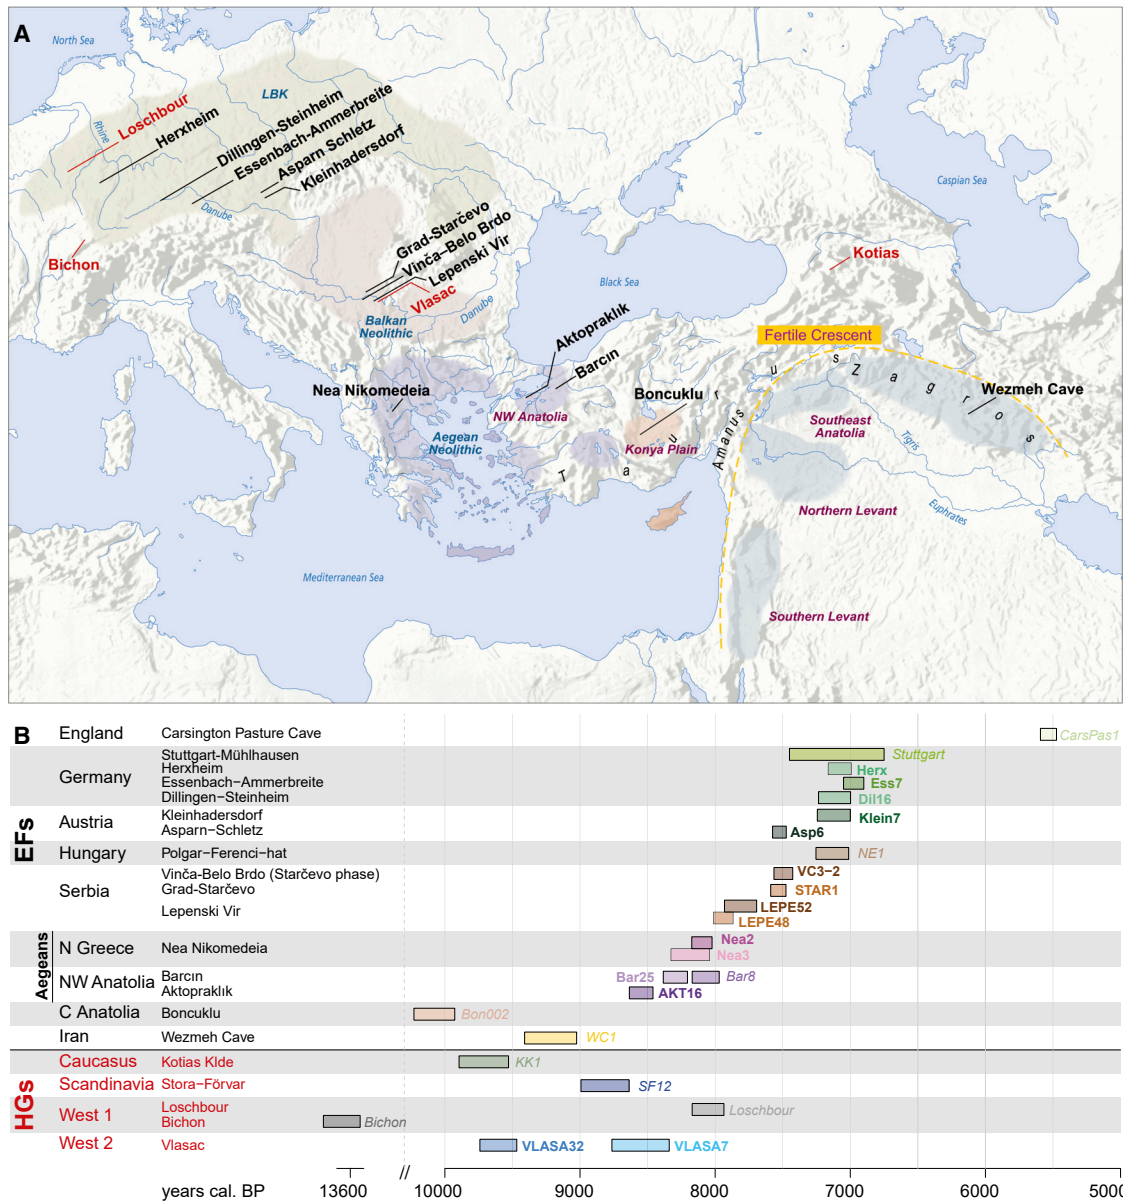 A
North Sea
LBK
Rhine
Loschbour
Herxheim
Dillingen-Steinheim
Essenbach-Ammerbreite
Asparn Schletz
Kleinhadersdorf
Danube
Bichon
Grad-Starčevo
Vinča–Belo Brdo
Lepenski Vir
Vlasac
Danube
Balkan
Neolithic
Black Sea
Caspian Sea
Kotias
Fertile Crescent
Aktopraklık
Barcın
Nea Nikomedeia
NW Anatolia
Boncuklu
Konya Plain
Aegean
Neolithic
T a u r u s
Amanus
Z a g r o s
Wezmeh Cave
Southeast
Anatolia
Tigris
Euphrates
Northern Levant
Mediterranean Sea
Southern Levant
B
England Carsington Pasture Cave CarsPas1
EFs
Germany
Stuttgart-Mühlhausen Stuttgart
Herxheim Herx
Essenbach−Ammerbreite Ess7
Dillingen−Steinheim Dil16
Austria
Kleinhadersdorf Klein7
Asparn−Schletz Asp6
Hungary Polgar−Ferenci−hat NE1
Serbia
Vinča-Belo Brdo (Starčevo phase) VC3−2
Grad-Starčevo STAR1
Lepenski Vir LEPE52
LEPE48
Aegeans
N Greece Nea Nikomedeia Nea2
Nea3
NW Anatolia
Barcın Bar25 Bar8
Aktopraklık AKT16
C Anatolia Boncuklu Bon002
Iran Wezmeh Cave WC1
HGs
Caucasus Kotias Klde KK1
Scandinavia Stora−Förvar SF12
West 1
Loschbour Loschbour
Bichon Bichon
West 2 Vlasac VLASA32 VLASA7
years cal. BP 13600 // 10000 9000 8000 7000 6000 5000